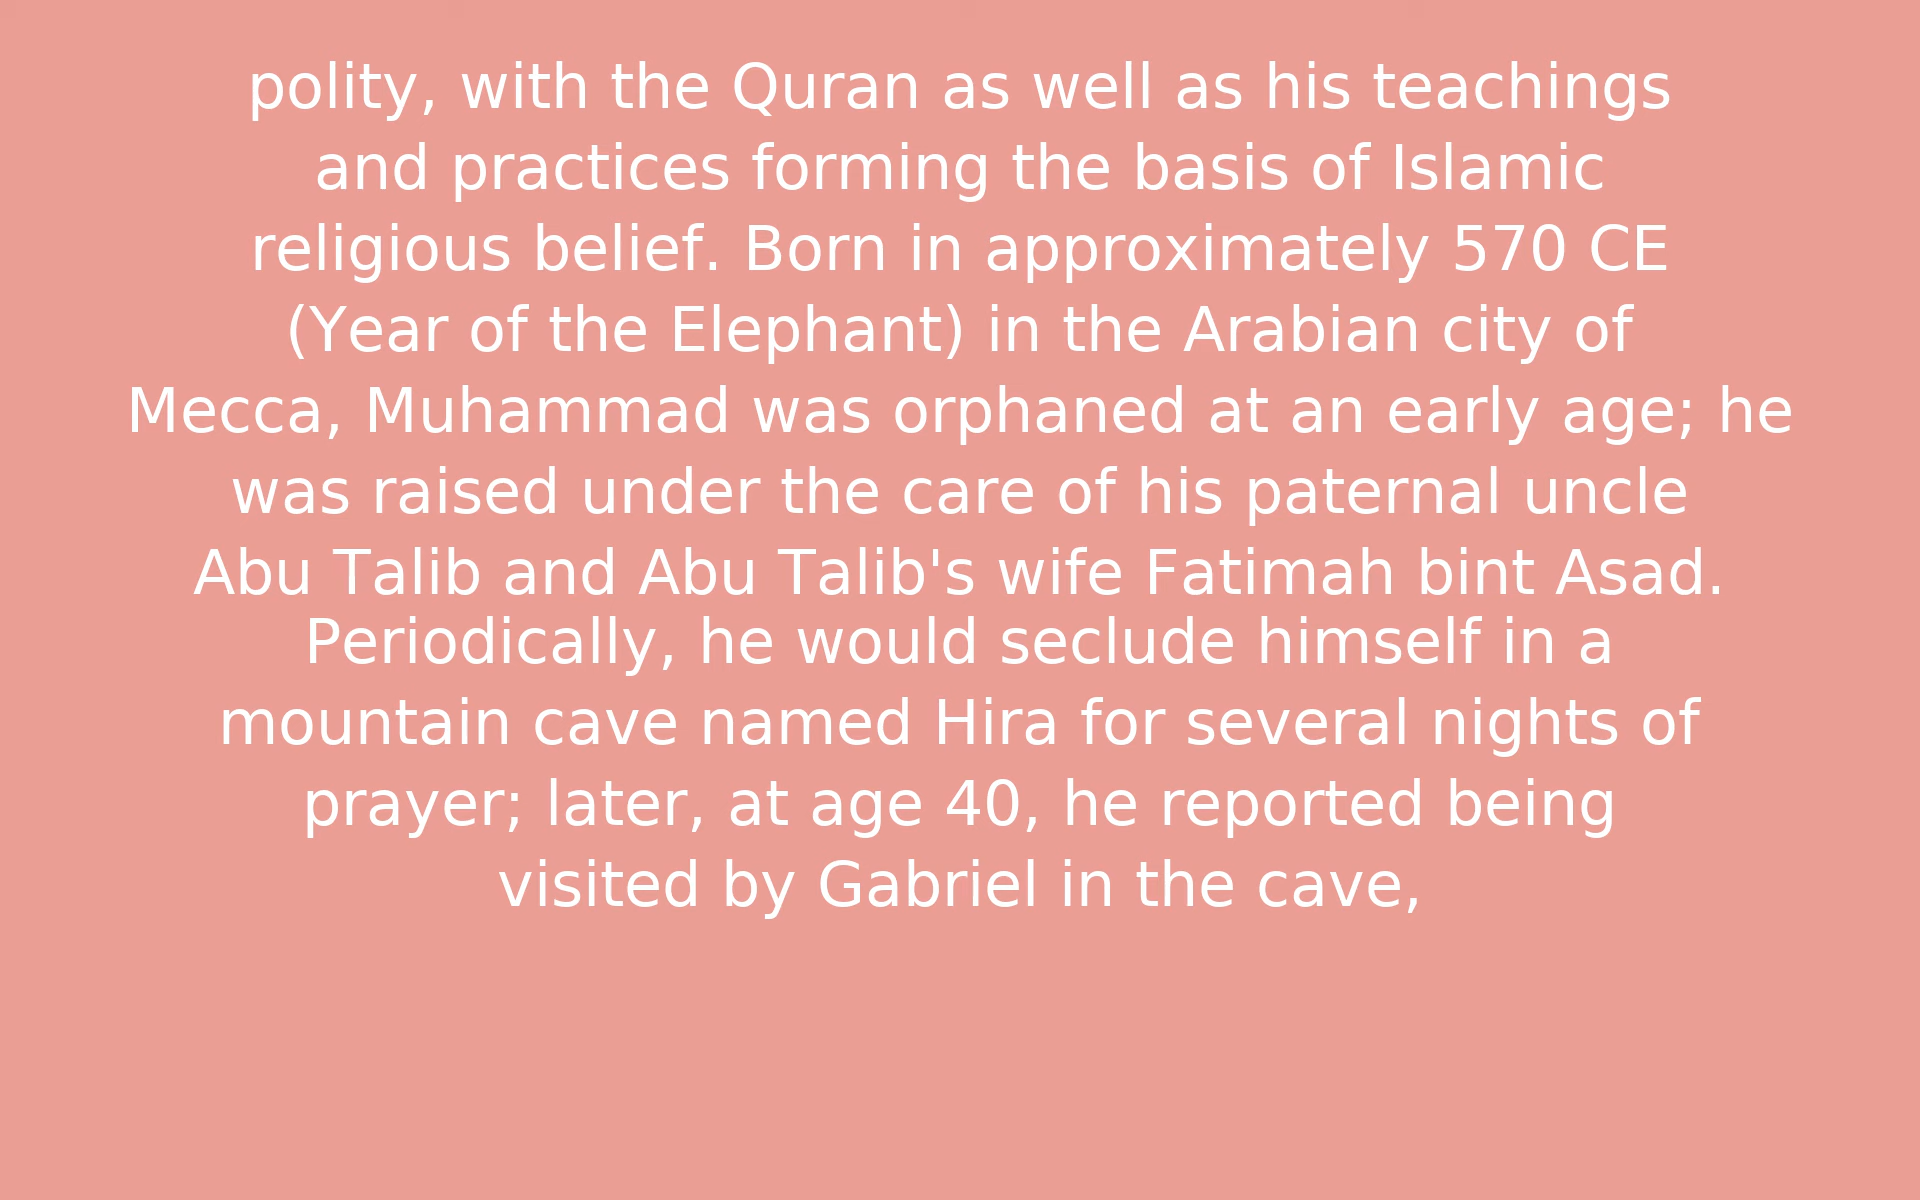 polity, with the Quran as well as his teachings
and practices forming the basis of Islamic
religious belief. Born in approximately 570 CE
(Year of the Elephant) in the Arabian city of
Mecca, Muhammad was orphaned at an early age; he
was raised under the care of his paternal uncle
Abu Talib and Abu Talib's wife Fatimah bint Asad.
Periodically, he would seclude himself in a
mountain cave named Hira for several nights of
prayer; later, at age 40, he reported being
visited by Gabriel in the cave,